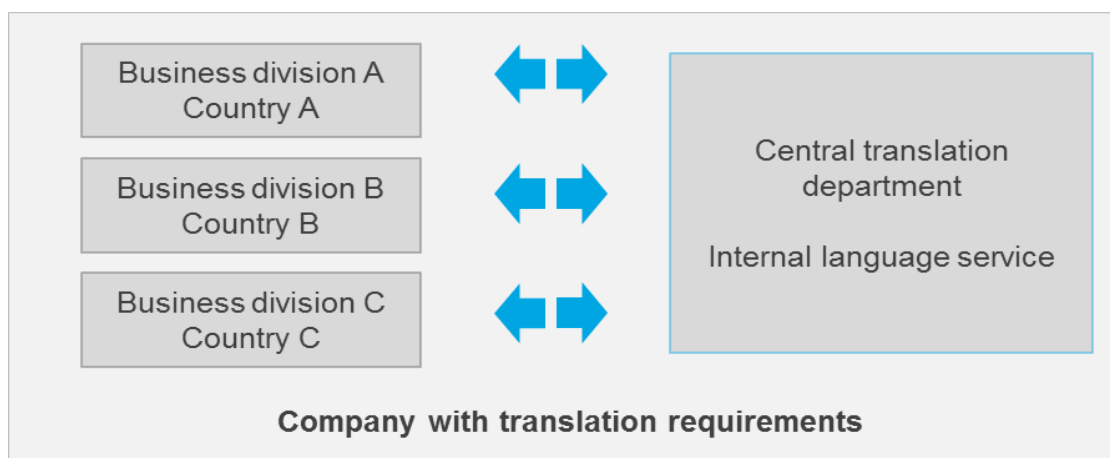 Business division A
Country A
Business division B
Country B
Business division C
Country C
Central translation
department
Internal language service
Company with translation requirements